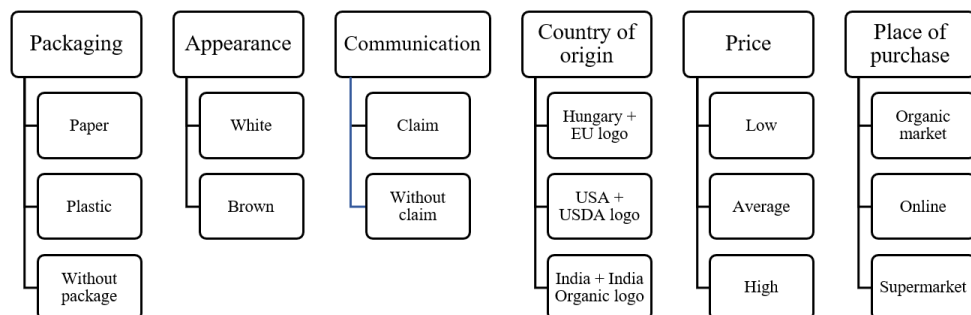 Packaging
Paper
Plastic
Without
package
Appearance
White
Brown
Communication
Claim
Without
claim
Country of
origin
Hungary +
EU logo
USA +
USDA logo
India + India
Organic logo
Price
Low
Average
High
Place of
purchase
Organic
market
Online
Supermarket